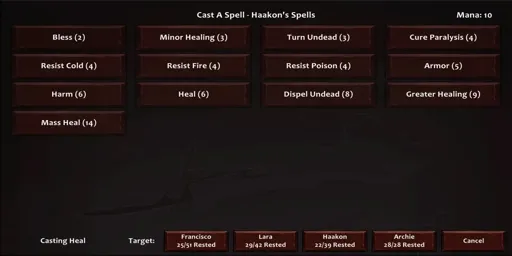 Cast A Spell - Haakon's Spells Mana: 10
Bless (2) Minor Healing (3) Turn Undead (3) Cure Paralysis (4)
Resist Cold (4) Resist Fire (4) Resist Poison (4) Armor (5)
Harm (6) Heal (6) Dispel Undead (8) Greater Healing (9)
Mass Heal (14)
Casting Heal Target: Francisco Lara Haakon Archie Cancel
25/51 Rested 29/42 Rested 22/39 Rested 28/28 Rested